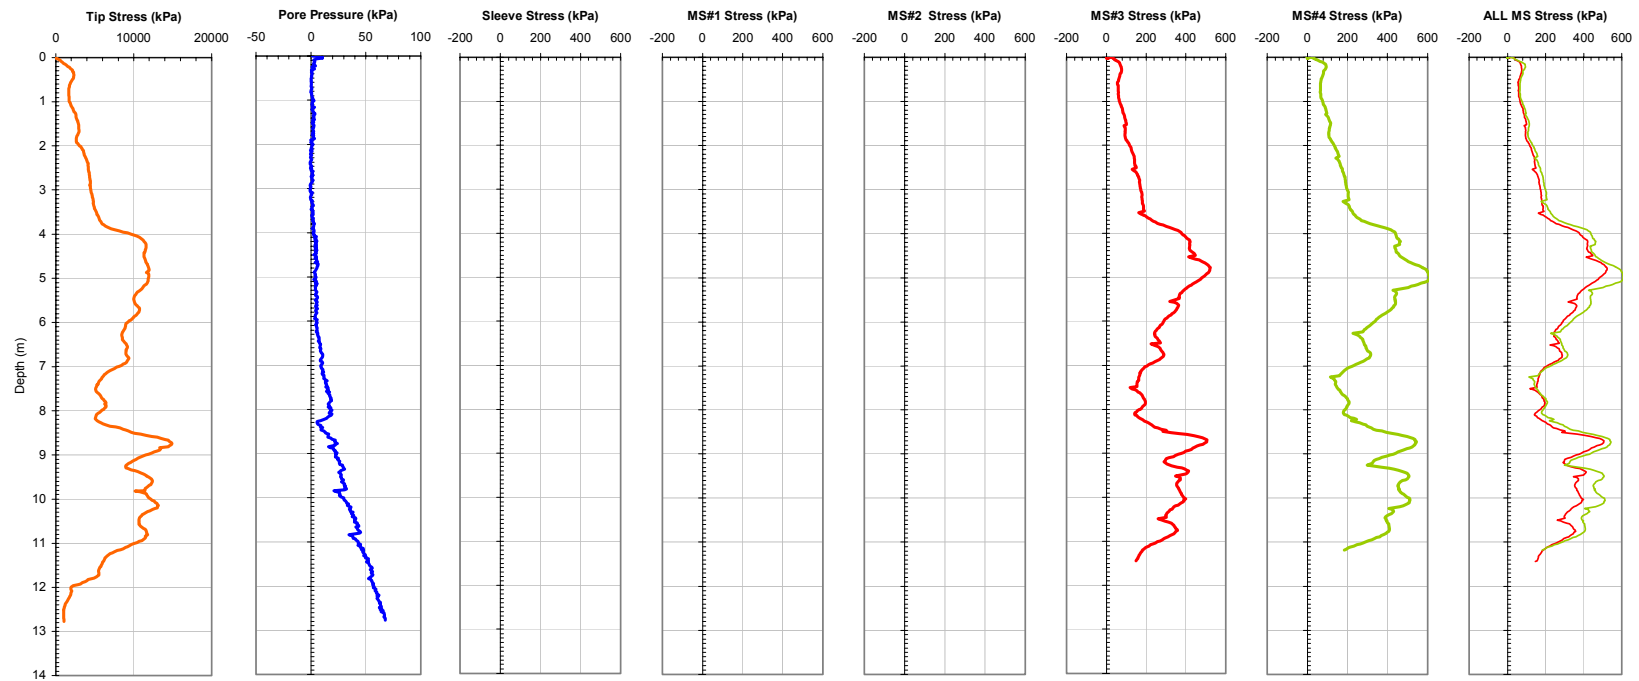 Tip Stress (kPa)
0 10000 20000
Pore Pressure (kPa)
-50 0 50 100
Sleeve Stress (kPa)
-200 0 200 400 600
MS#1 Stress (kPa)
-200 0 200 400 600
MS#2  Stress (kPa)
-200 0 200 400 600
MS#3 Stress (kPa)
-200 0 200 400 600
MS#4 Stress (kPa)
-200 0 200 400 600
ALL MS Stress (kPa)
-200 0 200 400 600
Depth (m)
0
1
2
3
4
5
6
7
8
9
10
11
12
13
14